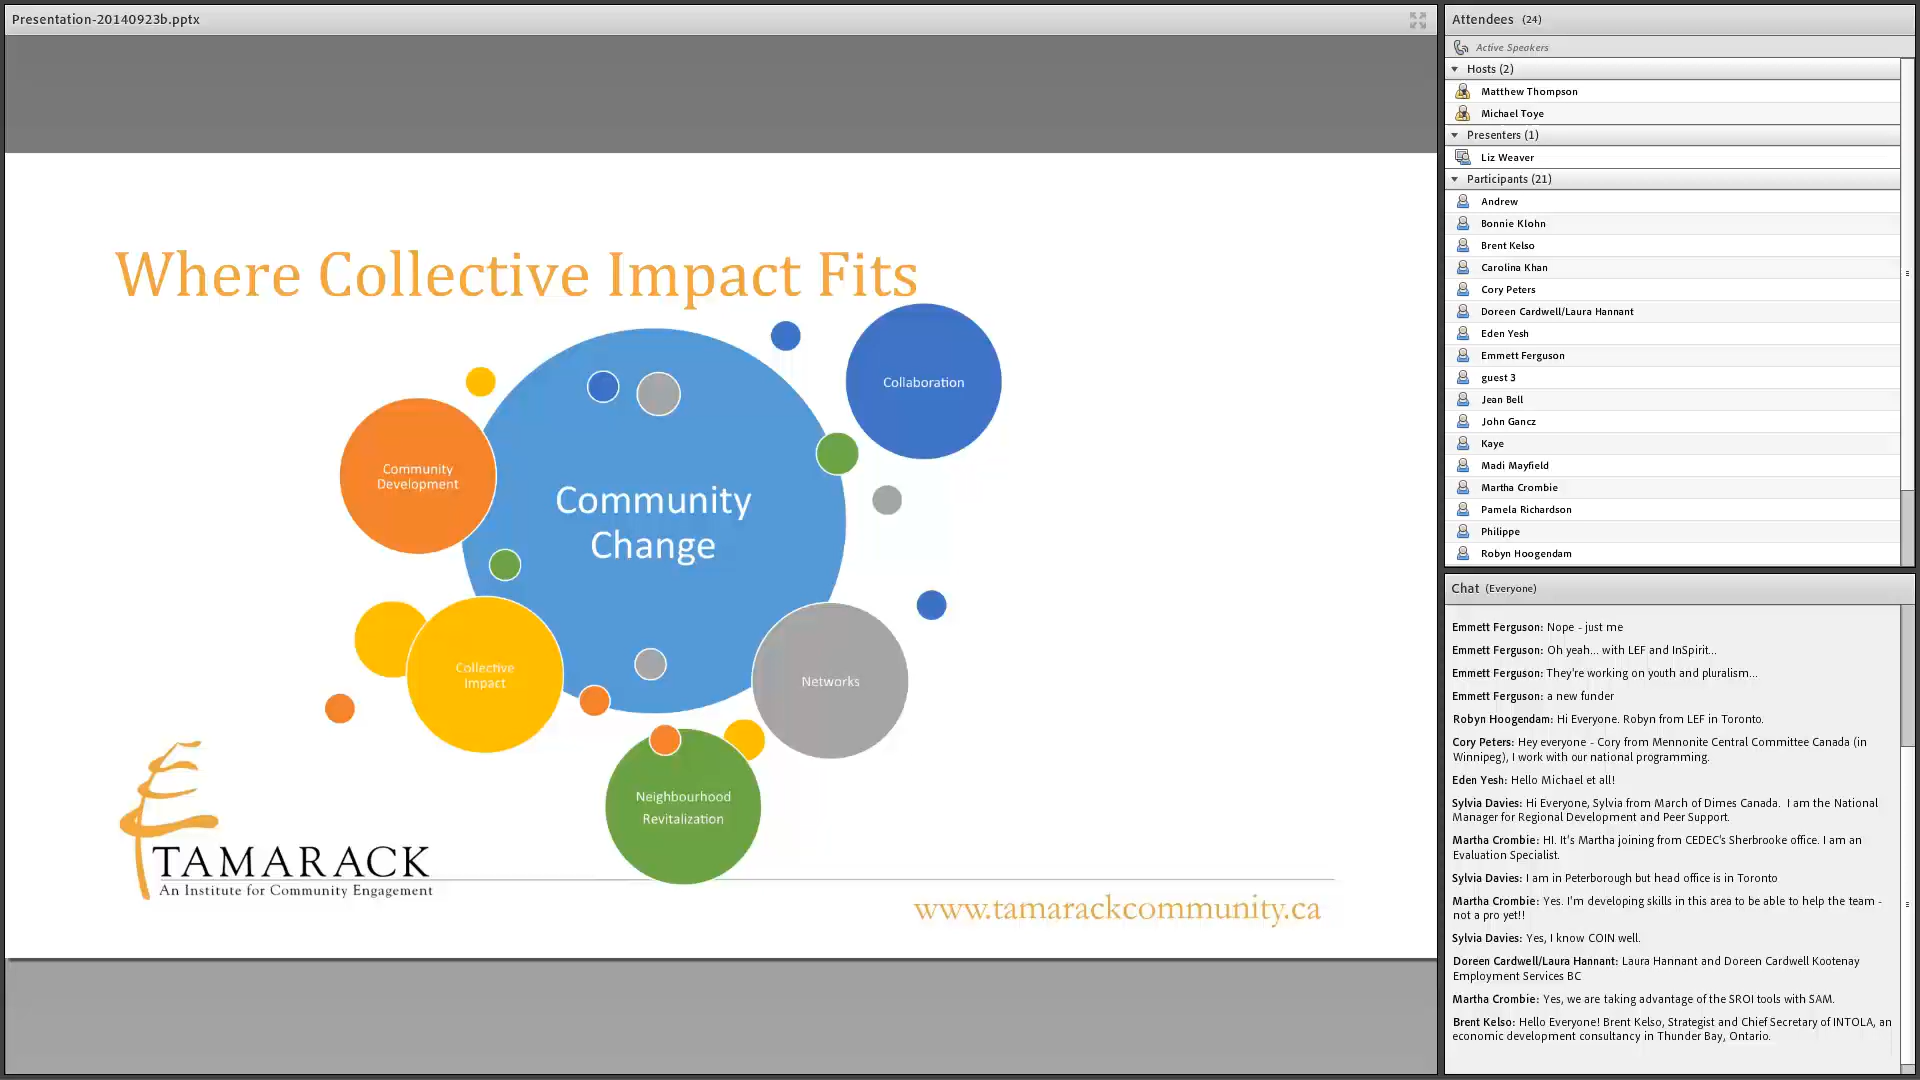 Presentation-20140923b.pptx
Where Collective Impact Fits
Collaboration
Community
Development
Community
Change
Collective
Impact
Networks
Neighbourhood
Revitalization
TAMARACK
An Institute for Community Engagement
www.tamarackcommunity.ca
Attendees (24)
Active Speakers
Hosts (2)
Matthew Thompson
Michael Toye
Presenters (1)
Liz Weaver
Participants (21)
Andrew
Bonnie Klohn
Brent Kelso
Carolina Khan
Cory Peters
Doreen Cardwell/Laura Hannant
Eden Yesh
Emmett Ferguson
guest 3
Jean Bell
John Gancz
Kaye
Madi Mayfield
Martha Crombie
Pamela Richardson
Philippe
Robyn Hoogendam
Chat (Everyone)
Emmett Ferguson: Nope - just me
Emmett Ferguson: Oh yeah... with LEF and InSpirit...
Emmett Ferguson: They're working on youth and pluralism...
Emmett Ferguson: a new funder
Robyn Hoogendam: Hi Everyone. Robyn from LEF in Toronto.
Cory Peters: Hey everyone - Cory from Mennonite Central Committee Canada (in
Winnipeg), I work with our national programming.
Eden Yesh: Hello Michael et all!
Sylvia Davies: Hi Everyone, Sylvia from March of Dimes Canada. I am the National
Manager for Regional Development and Peer Support.
Martha Crombie: HI. It's Martha joining from CEDEC's Sherbrooke office. I am an
Evaluation Specialist.
Sylvia Davies: I am in Peterborough but head office is in Toronto
Martha Crombie: Yes. I'm developing skills in this area to be able to help the team -
not a pro yet!!
Sylvia Davies: Yes, I know COIN well.
Doreen Cardwell/Laura Hannant: Laura Hannant and Doreen Cardwell Kootenay
Employment Services BC
Martha Crombie: Yes, we are taking advantage of the SROI tools with SAM.
Brent Kelso: Hello Everyone! Brent Kelso, Strategist and Chief Secretary of INTOLA, an
economic development consultancy in Thunder Bay, Ontario.